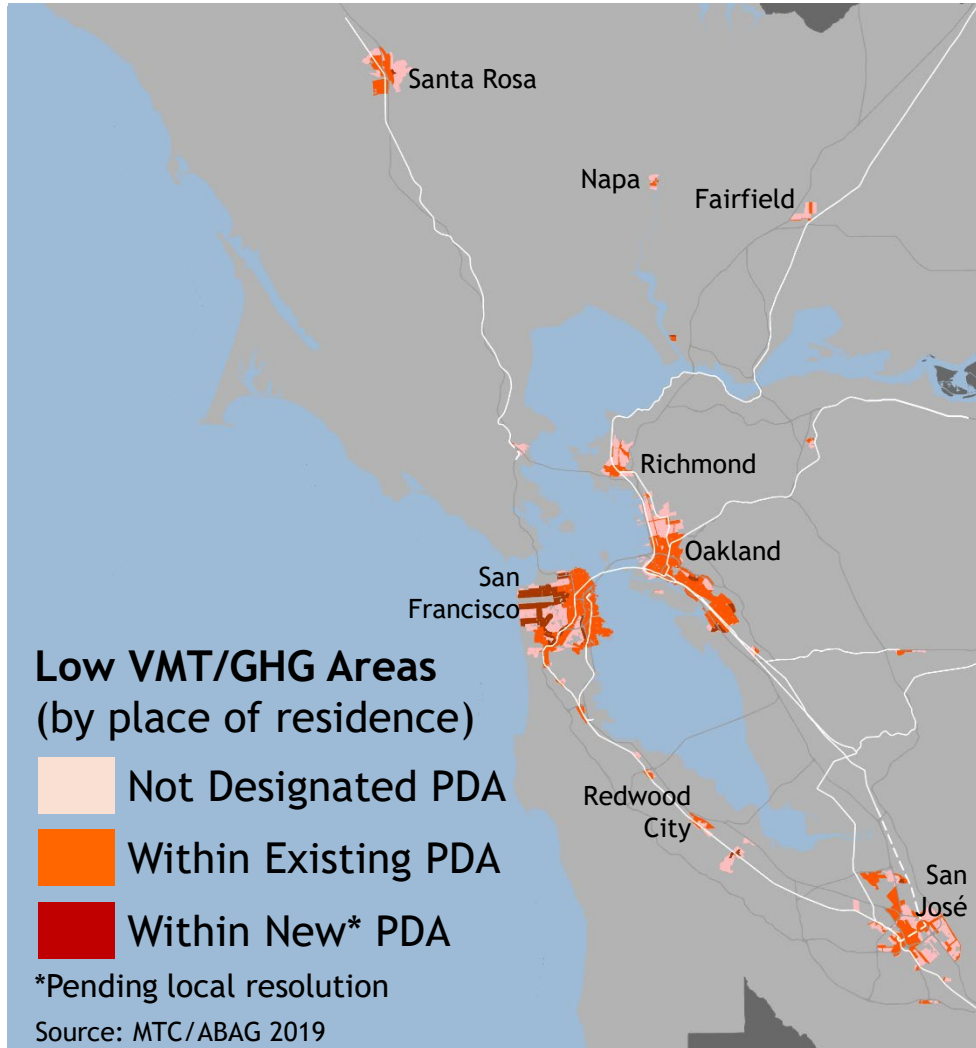 Santa Rosa
Napa
Fairfield
Richmond
Oakland
San
Francisco
Redwood
City
San
José
Low VMT/GHG Areas
(by place of residence)
Not Designated PDA
Within Existing PDA
Within New* PDA
*Pending local resolution
Source: MTC/ABAG 2019